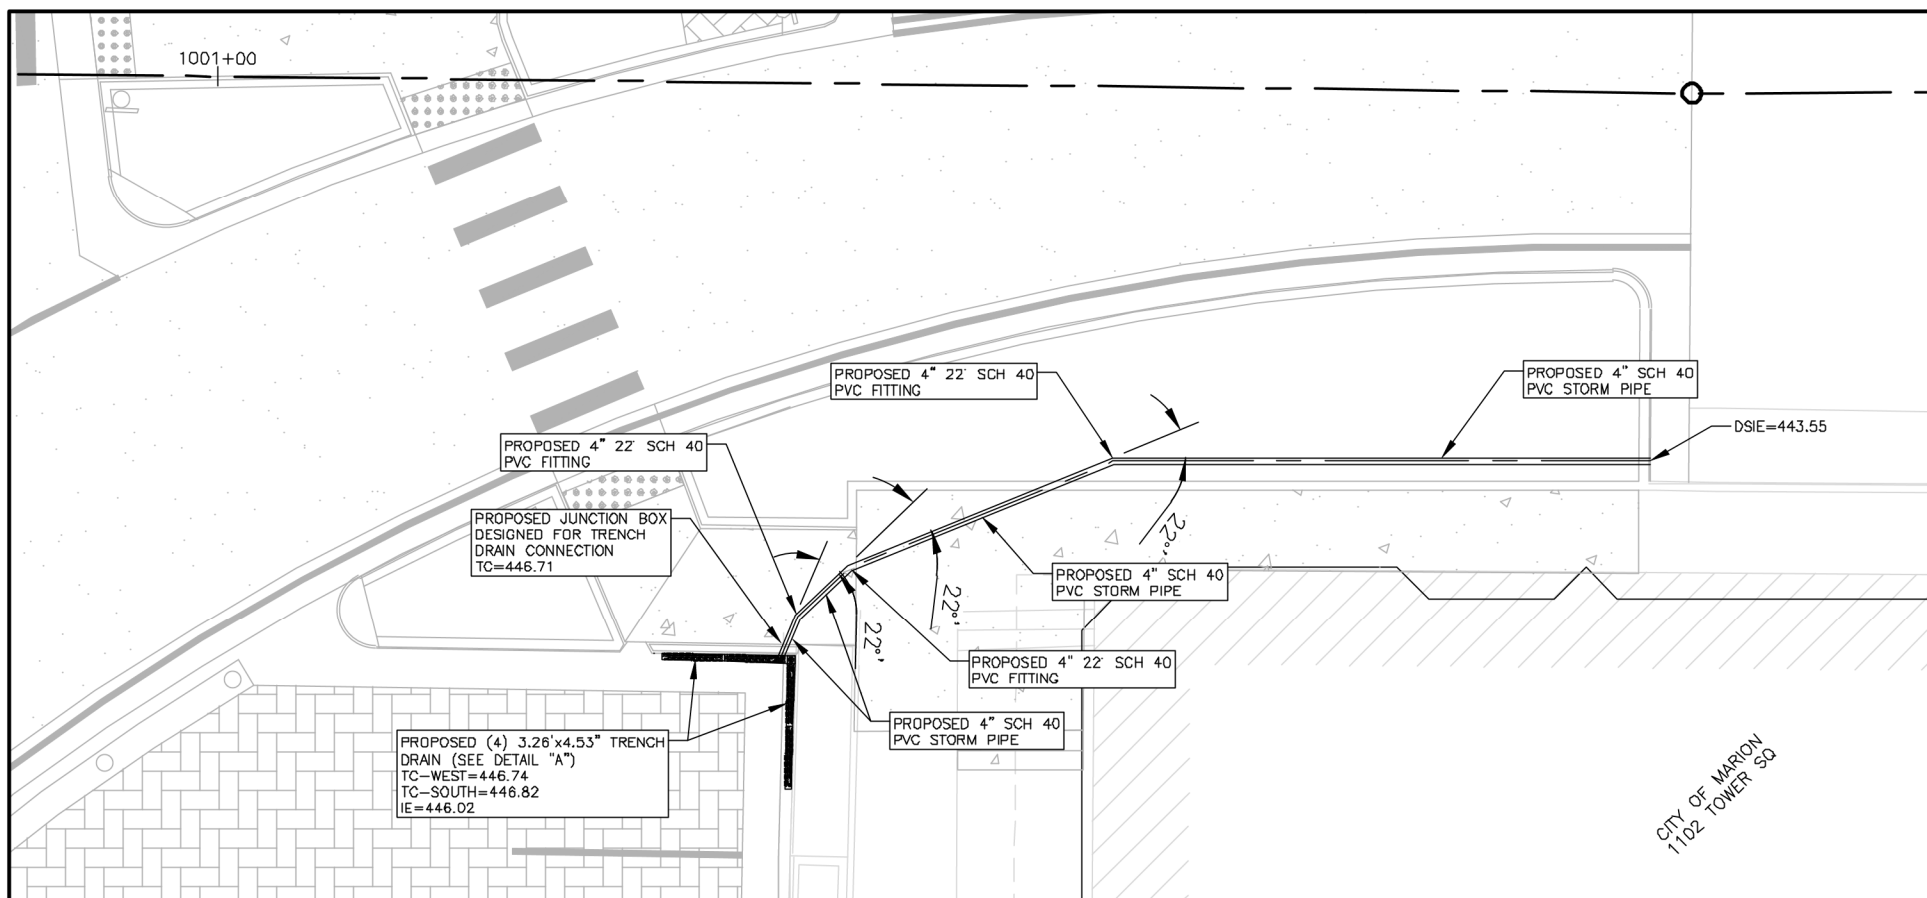 1001+00
PROPOSED 4" 22' SCH 40
PVC FITTING
PROPOSED 4" SCH 40
PVC STORM PIPE
DSIE=443.55
PROPOSED 4" 22' SCH 40
PVC FITTING
PROPOSED JUNCTION BOX
DESIGNED FOR TRENCH
DRAIN CONNECTION
TC=446.71
22°'
PROPOSED 4" SCH 40
PVC STORM PIPE
22°'
22°'
PROPOSED 4" 22' SCH 40
PVC FITTING
PROPOSED 4" SCH 40
PVC STORM PIPE
PROPOSED (4) 3.26'x4.53" TRENCH
DRAIN (SEE DETAIL "A")
TC-WEST=446.74
TC-SOUTH=446.82
IE=446.02
CITY OF MARION
1102 TOWER SQ